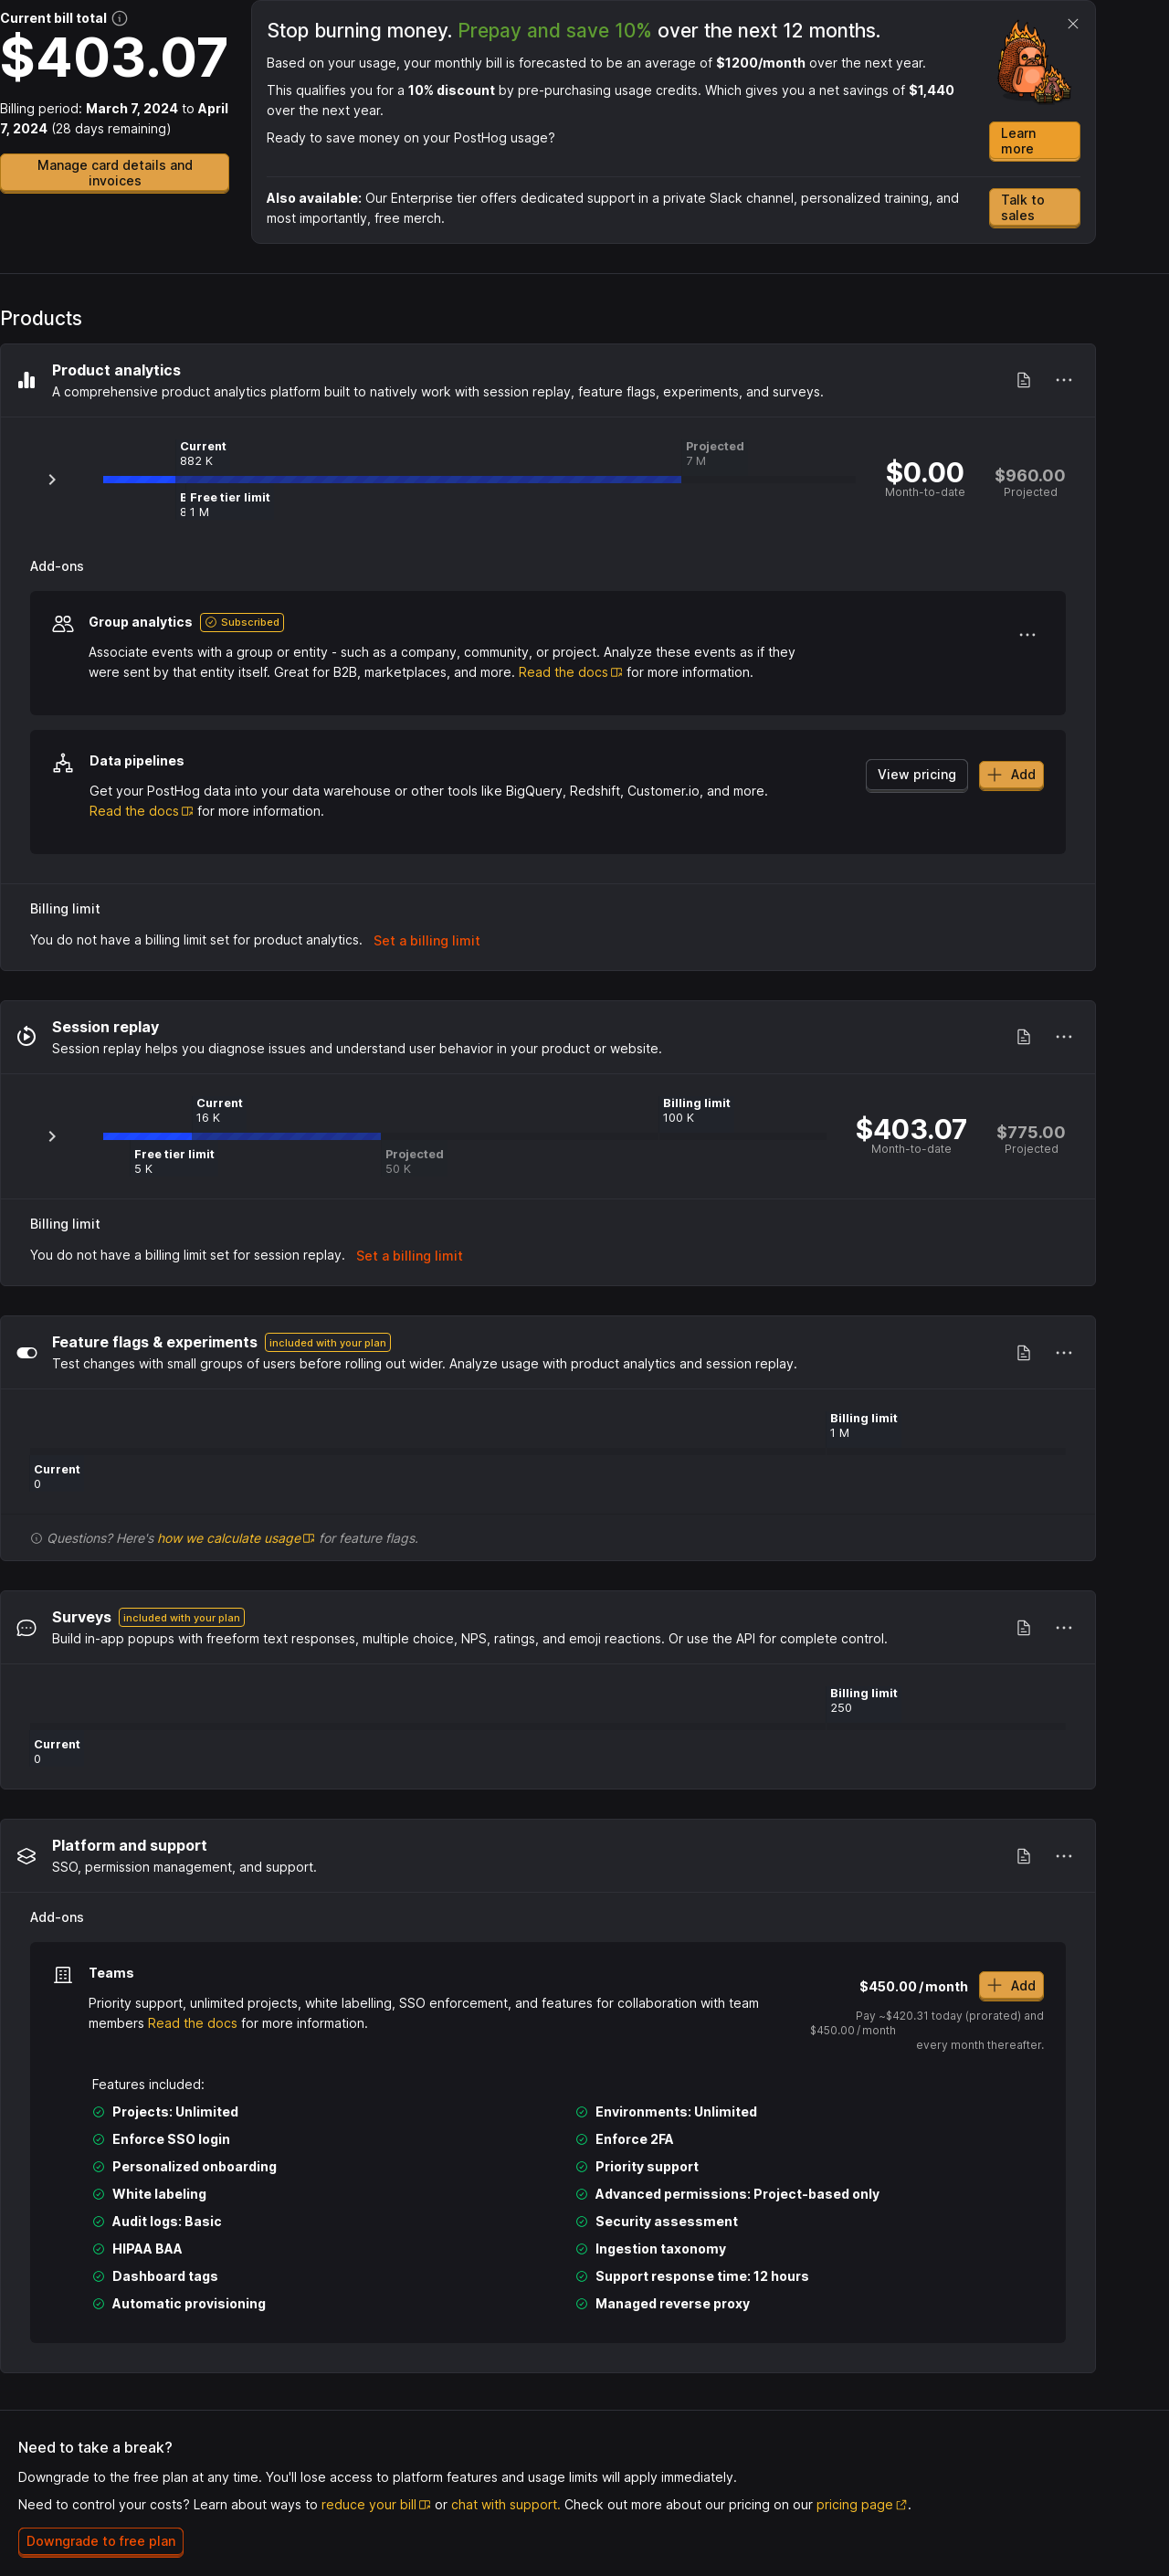 Current bill total
$403.07
Billing period: March 7, 2024 to April
7, 2024 (28 days remaining)
Manage card details and
invoices
Stop burning money. Prepay and save 10% over the next 12 months.
Based on your usage, your monthly bill is forecasted to be an average of $1200/month over the next year.
This qualifies you for a 10% discount by pre-purchasing usage credits. Which gives you a net savings of $1,440
over the next year.
Ready to save money on your PostHog usage?
Learn
more
Also available: Our Enterprise tier offers dedicated support in a private Slack channel, personalized training, and
most importantly, free merch.
Talk to
sales
Products
Product analytics
A comprehensive product analytics platform built to natively work with session replay, feature flags, experiments, and surveys.
Current
882 K
Projected
7 M
Free tier limit
1 M
$0.00
Month-to-date
$960.00
Projected
Add-ons
Group analytics Subscribed
Associate events with a group or entity - such as a company, community, or project. Analyze these events as if they
were sent by that entity itself. Great for B2B, marketplaces, and more. Read the docs for more information.
Data pipelines
Get your PostHog data into your data warehouse or other tools like BigQuery, Redshift, Customer.io, and more.
Read the docs for more information.
View pricing
Add
Billing limit
You do not have a billing limit set for product analytics. Set a billing limit
Session replay
Session replay helps you diagnose issues and understand user behavior in your product or website.
Current
16 K
Billing limit
100 K
Free tier limit
5 K
Projected
50 K
$403.07
Month-to-date
$775.00
Projected
Billing limit
You do not have a billing limit set for session replay. Set a billing limit
Feature flags & experiments included with your plan
Test changes with small groups of users before rolling out wider. Analyze usage with product analytics and session replay.
Billing limit
1 M
Current
0
Questions? Here's how we calculate usage for feature flags.
Surveys included with your plan
Build in-app popups with freeform text responses, multiple choice, NPS, ratings, and emoji reactions. Or use the API for complete control.
Billing limit
250
Current
0
Platform and support
SSO, permission management, and support.
Add-ons
Teams
Priority support, unlimited projects, white labelling, SSO enforcement, and features for collaboration with team
members Read the docs for more information.
$450.00/month
Add
Pay ~$420.31 today (prorated) and
$450.00/month
every month thereafter.
Features included:
Projects: Unlimited
Environments: Unlimited
Enforce SSO login
Enforce 2FA
Personalized onboarding
Priority support
White labeling
Advanced permissions: Project-based only
Audit logs: Basic
Security assessment
HIPAA BAA
Ingestion taxonomy
Dashboard tags
Support response time: 12 hours
Automatic provisioning
Managed reverse proxy
Need to take a break?
Downgrade to the free plan at any time. You'll lose access to platform features and usage limits will apply immediately.
Need to control your costs? Learn about ways to reduce your bill or chat with support. Check out more about our pricing on our pricing page.
Downgrade to free plan